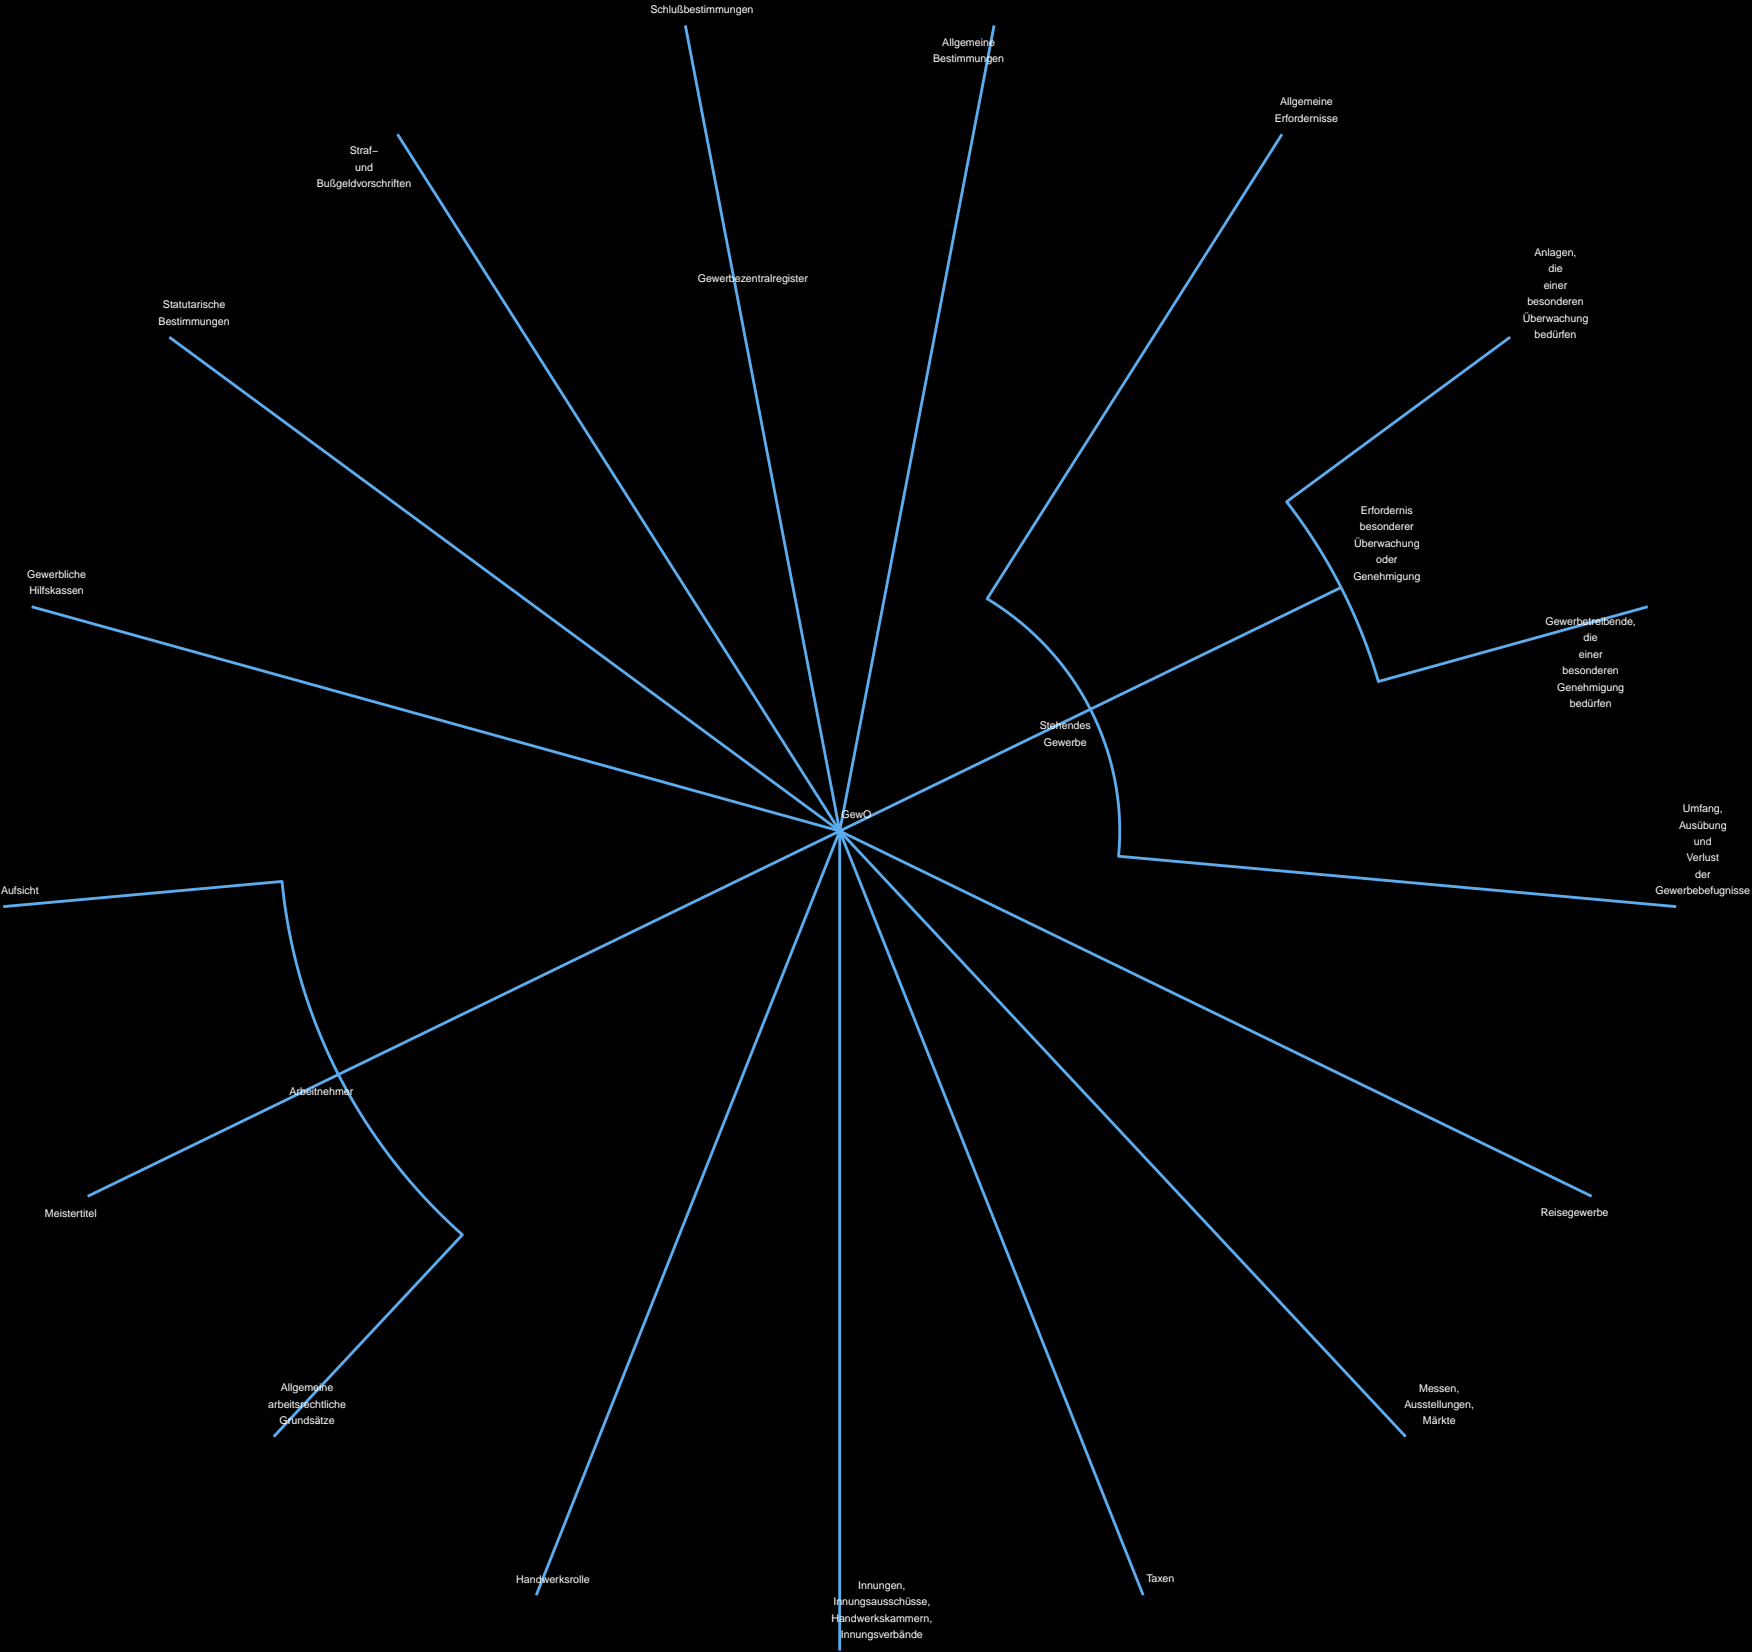 Schlußbestimmungen
Allgemeine
Bestimmungen
Allgemeine
Erfordernisse
Straf–
und
Bußgeldvorschriften
Anlagen,
die
einer
besonderen
Überwachung
bedürfen
Gewerbezentralregister
Statutarische
Bestimmungen
Erfordernis
besonderer
Überwachung
oder
Genehmigung
Gewerbliche
Hilfskassen
Gewerbetreibende,
die
einer
besonderen
Genehmigung
bedürfen
Stehendes
Gewerbe
GewO
Umfang,
Ausübung
und
Verlust
der
Gewerbebefugnisse
Aufsicht
Arbeitnehmer
Meistertitel
Reisegewerbe
Allgemeine
arbeitsrechtliche
Grundsätze
Messen,
Ausstellungen,
Märkte
Handwerksrolle
Innungen,
Innungsausschüsse,
Handwerkskammern,
Innungsverbände
Taxen